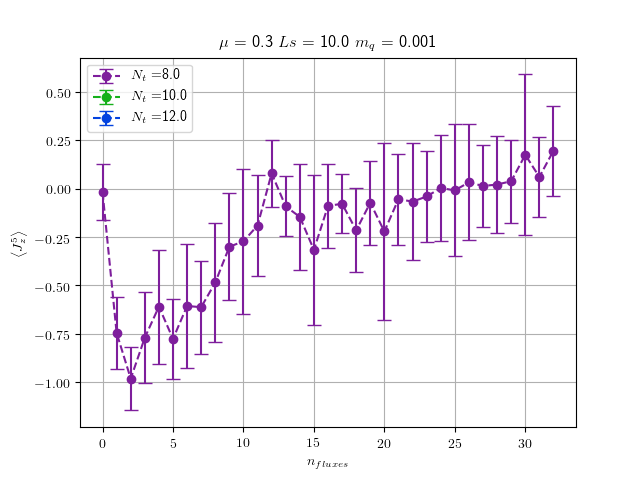 μ = 0.3 Ls = 10.0 m_q = 0.001
N_t =8.0
N_t =10.0
N_t =12.0
0.50
0.25
0.00
−0.25
−0.50
−0.75
−1.00
⟨J_z^5⟩
0 5 10 15 20 25 30
n_{fluxes}